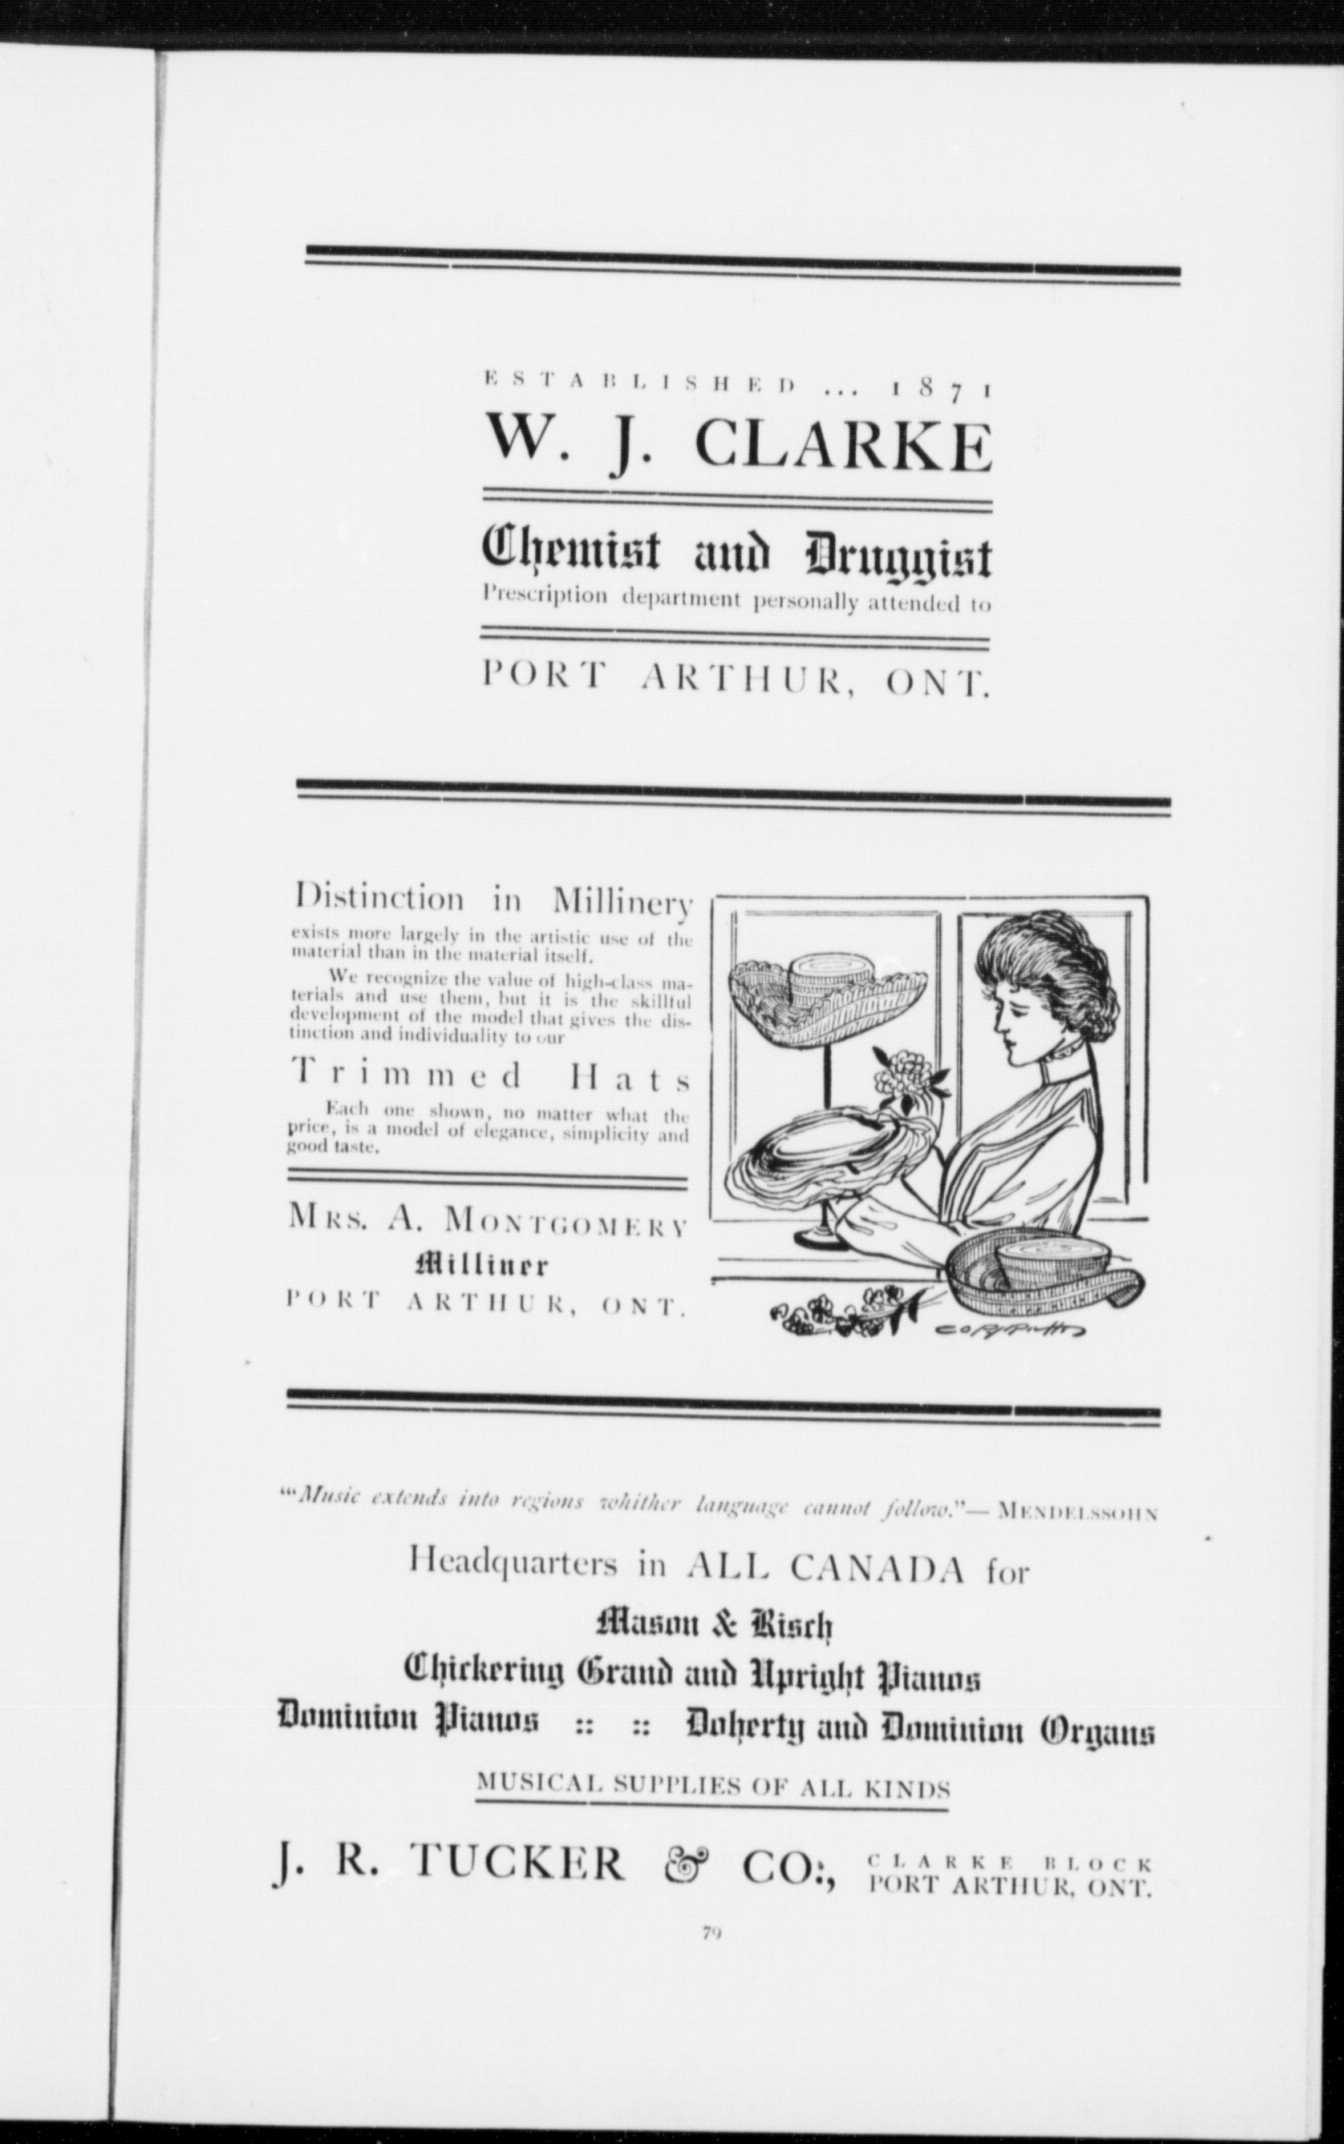 ESTABLISHED ... 1871
W. J. CLARKE
Chemist and Druggist
Prescription department personally attended to
PORT ARTHUR, ONT.
Distinction in Millinery
exists more largely in the artistic use of the
material than in the material itself.
We recognize the value of high-class ma-
terials and use them, but it is the skillful
development of the model that gives the dis-
tinction and individuality to our
Trimmed Hats
Each one shown, no matter what the
price, is a model of elegance, simplicity and
good taste.
MRS. A. MONTGOMERY
Milliner
PORT ARTHUR, ONT.
"'Music extends into regions whither language cannot follow."— MENDELSSOHN
Headquarters in ALL CANADA for
Mason & Risch
Chickering Grand and Upright Pianos
Dominion Pianos :: :: Doherty and Dominion Organs
MUSICAL SUPPLIES OF ALL KINDS
J. R. TUCKER & CO:,
CLARKE BLOCK
PORT ARTHUR, ONT.
79